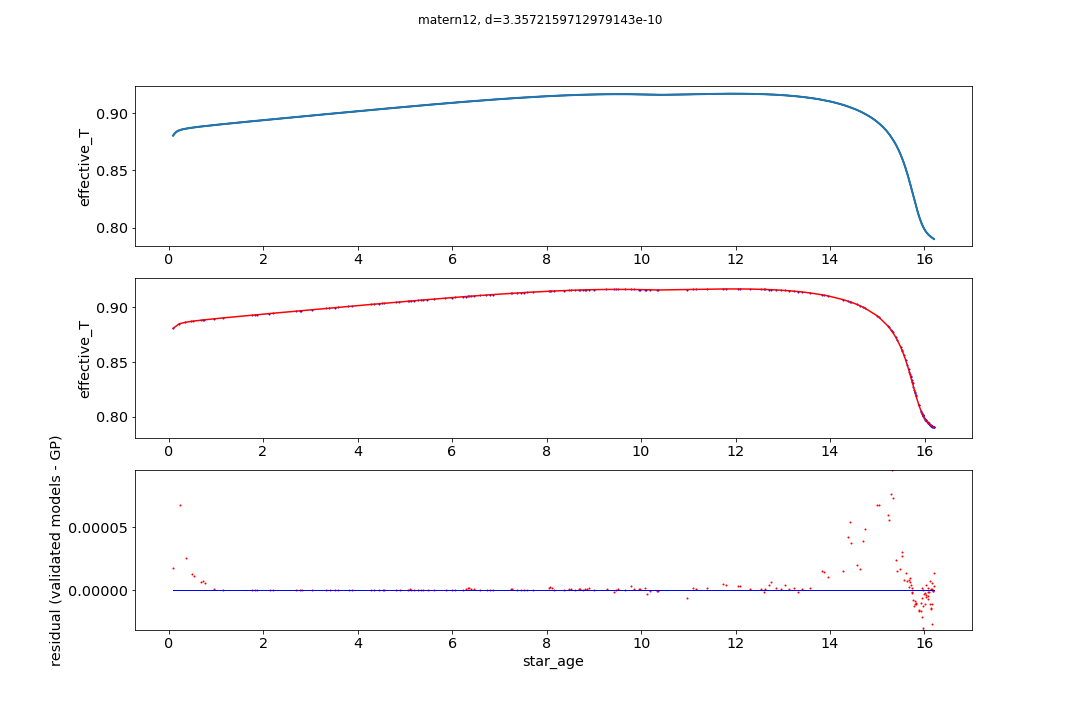 matern12, d=3.3572159712979143e-10
effective_T
0.90
0.85
0.80
0 2 4 6 8 10 12 14 16
effective_T
0.90
0.85
0.80
0 2 4 6 8 10 12 14 16
residual (validated models - GP)
0.00005
0.00000
0 2 4 6 8 10 12 14 16
star_age